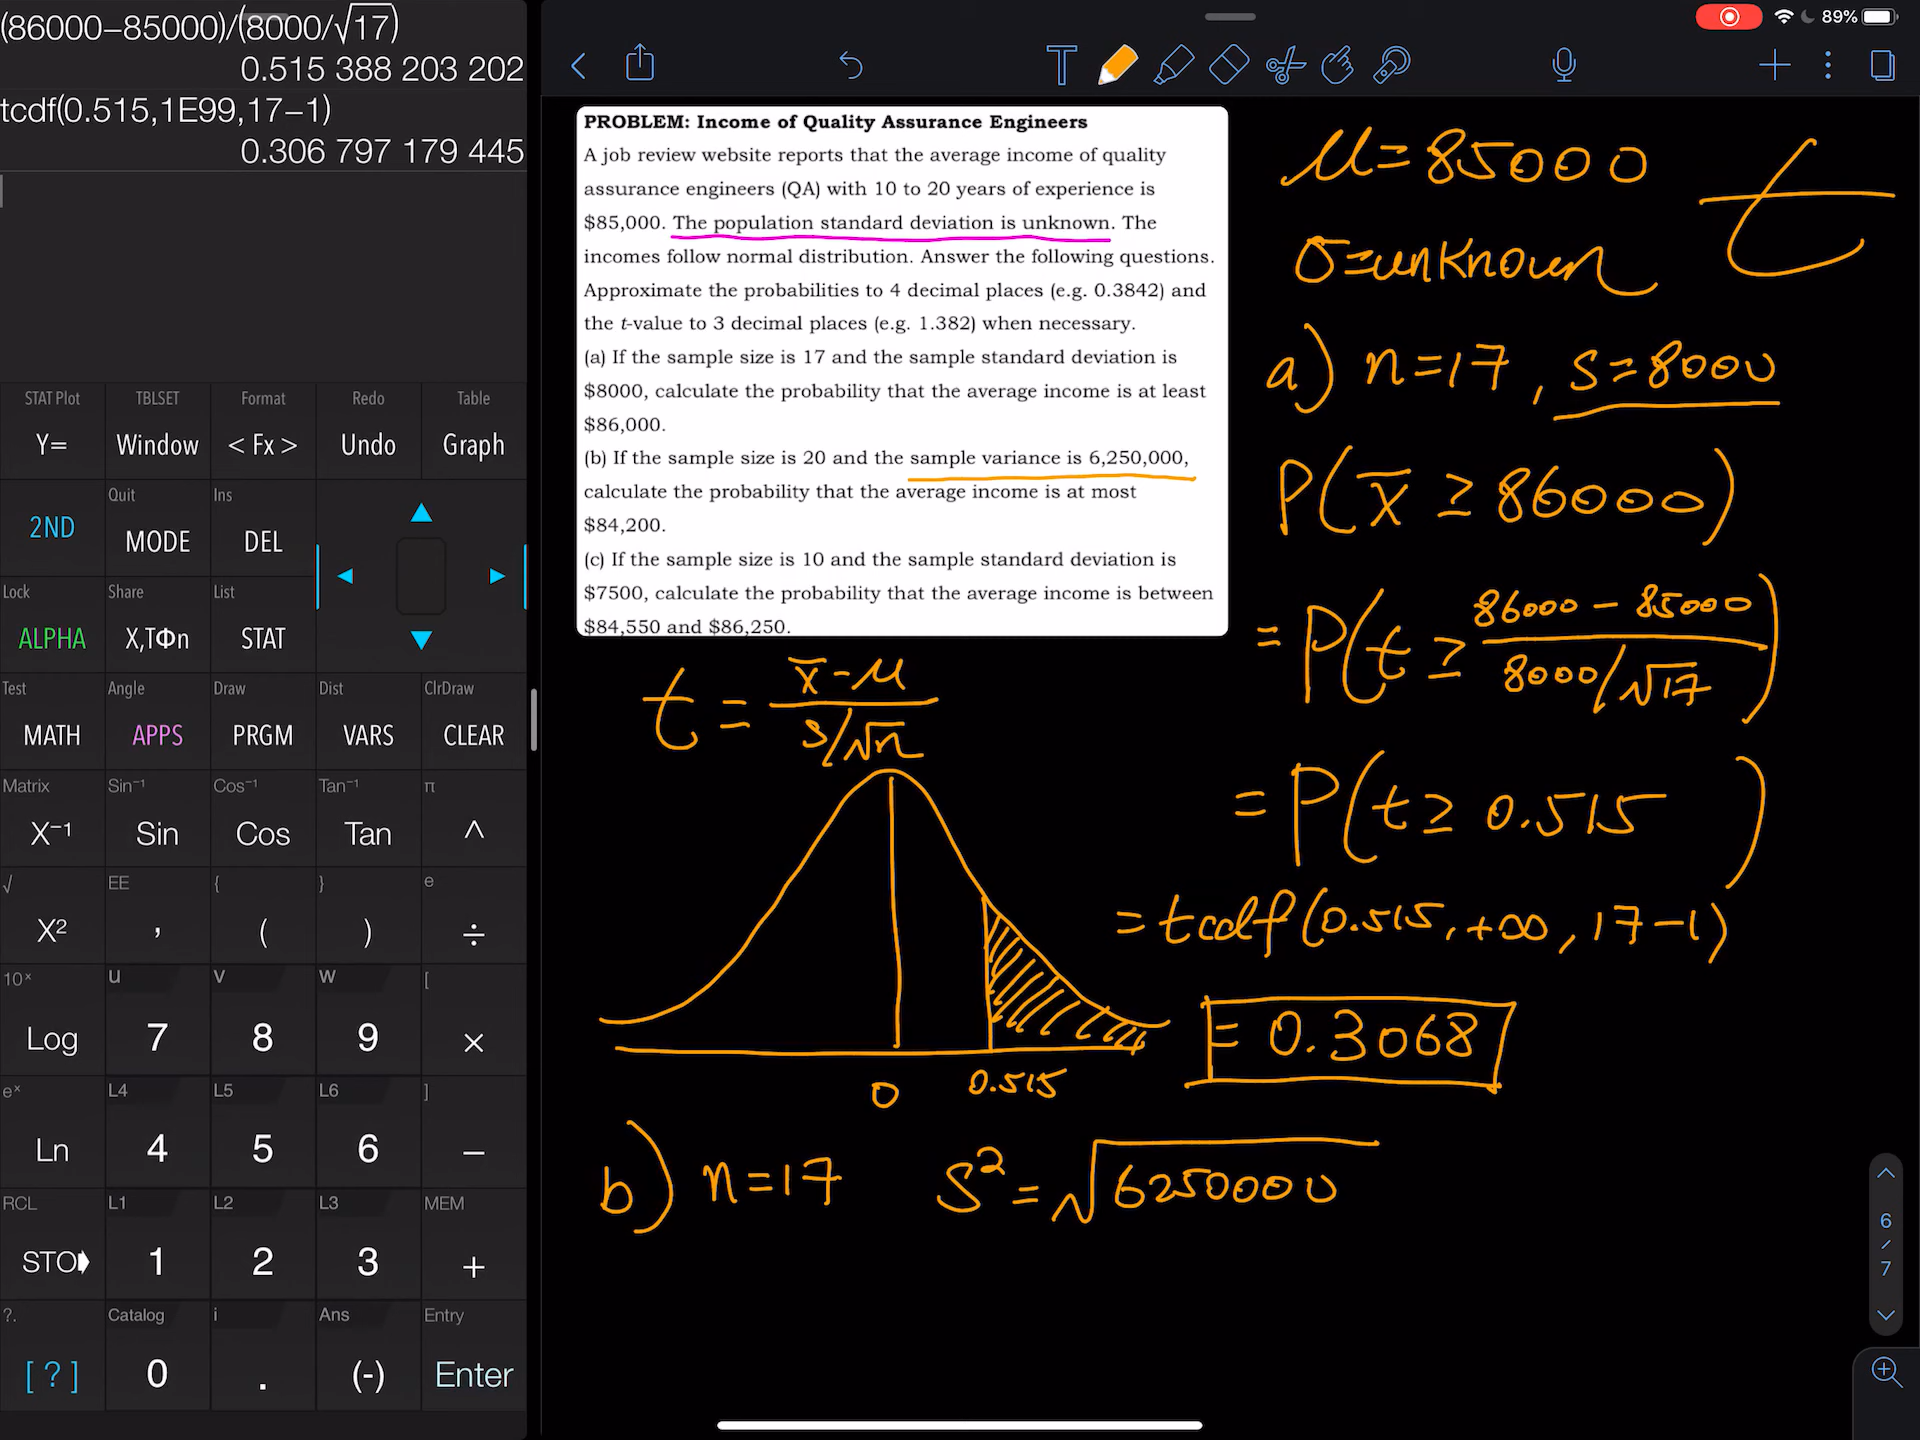 (86000−85000)/(8000/√17)
0.515 388 203 202
tcdf(0.515,1E99,17−1)
0.306 797 179 445
STAT Plot TBLSET Format Redo Table
Y= Window < Fx > Undo Graph
Quit Ins
2ND MODE DEL
Lock Share List
ALPHA X,TΦn STAT
Test Angle Draw Dist ClrDraw
MATH APPS PRGM VARS CLEAR
Matrix Sin⁻¹ Cos⁻¹ Tan⁻¹ π
X⁻¹ Sin Cos Tan ^
√ EE { } e
X² , ( ) ÷
10ˣ u v w [
Log 7 8 9 ×
eˣ L4 L5 L6 ]
Ln 4 5 6 −
RCL L1 L2 L3 MEM
STO 1 2 3 +
?. Catalog i Ans Entry
[ ? ] 0 . (-) Enter
89%
T
PROBLEM: Income of Quality Assurance Engineers
A job review website reports that the average income of quality
assurance engineers (QA) with 10 to 20 years of experience is
$85,000. The population standard deviation is unknown. The
incomes follow normal distribution. Answer the following questions.
Approximate the probabilities to 4 decimal places (e.g. 0.3842) and
the t-value to 3 decimal places (e.g. 1.382) when necessary.
(a) If the sample size is 17 and the sample standard deviation is
$8000, calculate the probability that the average income is at least
$86,000.
(b) If the sample size is 20 and the sample variance is 6,250,000,
calculate the probability that the average income is at most
$84,200.
(c) If the sample size is 10 and the sample standard deviation is
$7500, calculate the probability that the average income is between
$84,550 and $86,250.
μ=85000
t
σ=unknown
a) n=17, s=8000
P(x̄ ≥ 86000)
= P(t ≥ (86000 − 85000)/(8000/√17))
= P(t ≥ 0.515 )
= tcdf(0.515, +∞, 17−1)
= 0.3068
t = (x̄−μ)/(s/√n)
0 0.515
b) n=17 s²=√6250000
6
/
7